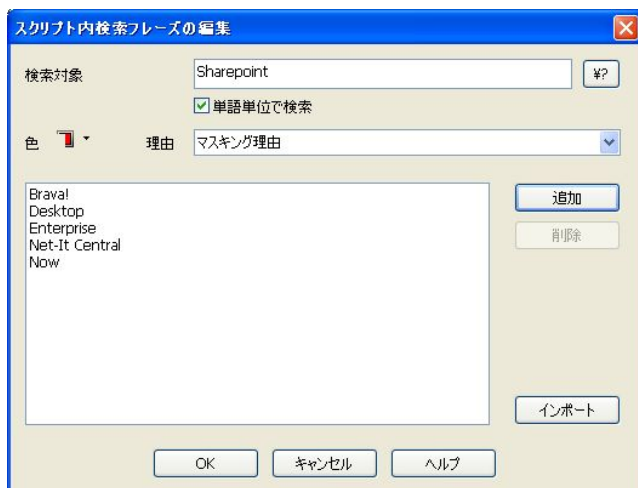 スクリプト内検索フレーズの編集
検索対象 Sharepoint ¥?
単語単位で検索
色 理由 マスキング理由
Brava!
Desktop
Enterprise
Net-It Central
Now
追加
削除
インポート
OK キャンセル ヘルプ